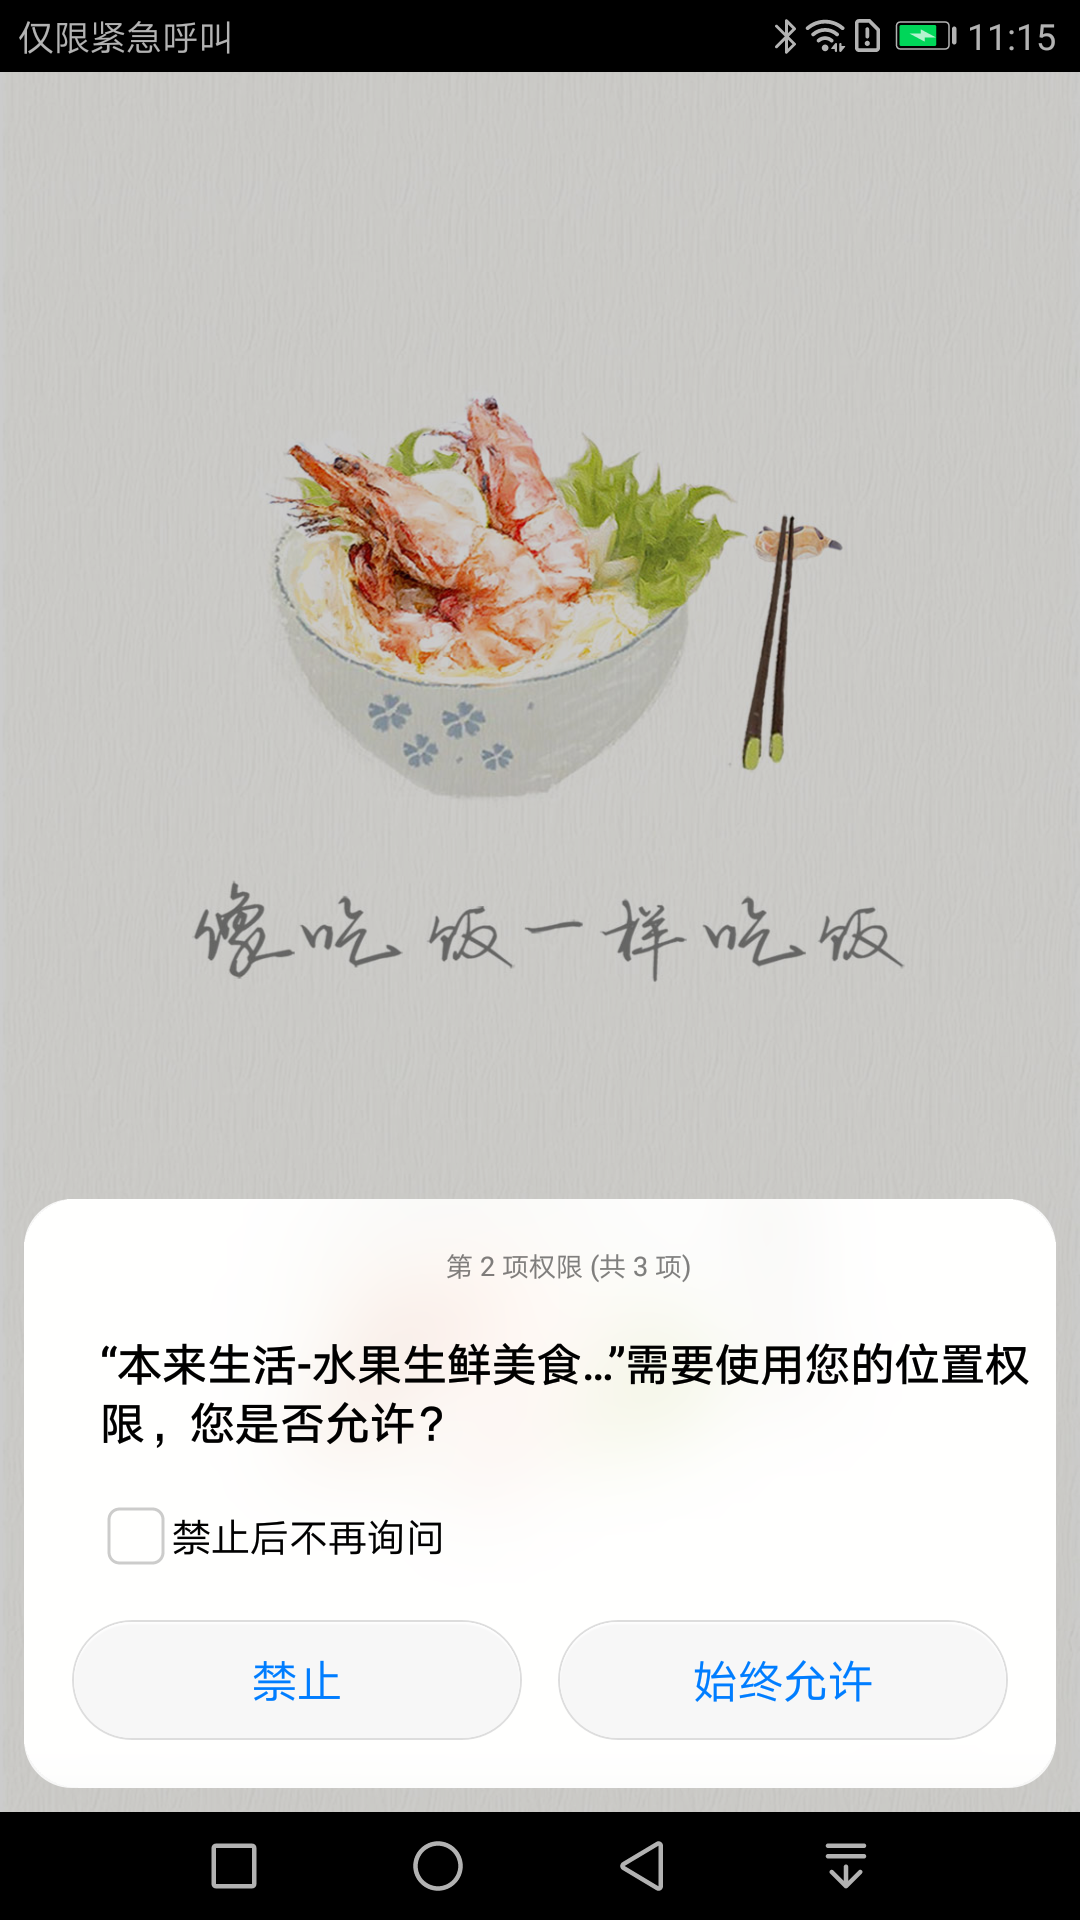 仅限紧急呼叫
11:15
像吃饭一样吃饭
第 2 项权限 (共 3 项)
“本来生活-水果生鲜美食...”需要使用您的位置权
限，您是否允许？
禁止后不再询问
禁止
始终允许